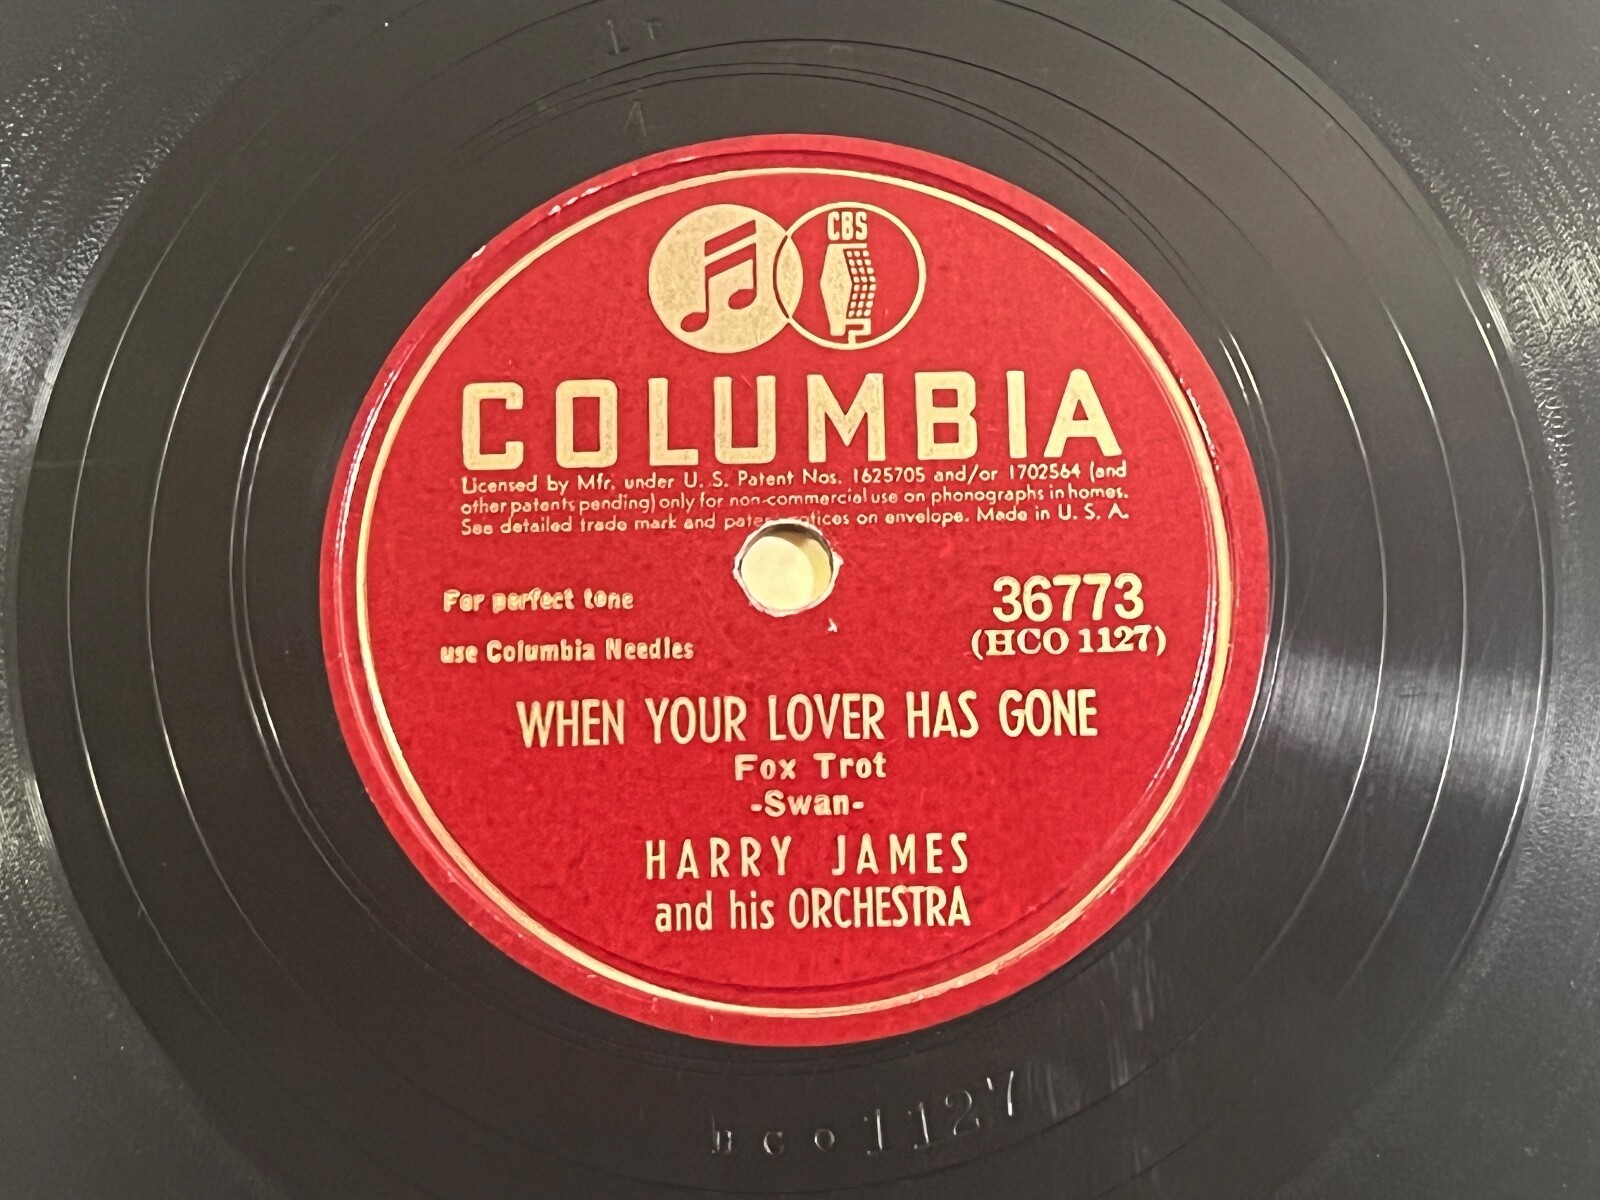 1F
4
CBS
COLUMBIA
Licensed by Mfr. under U. S. Patent Nos. 1625705 and/or 1702564 (and
other patents pending) only for non-commercial use on phonographs in homes.
See detailed trade mark and patent notices on envelope. Made in U. S. A.
For perfect tone
use Columbia Needles
36773
(HCO 1127)
WHEN YOUR LOVER HAS GONE
Fox Trot
-Swan-
HARRY JAMES
and his ORCHESTRA
HCO1127